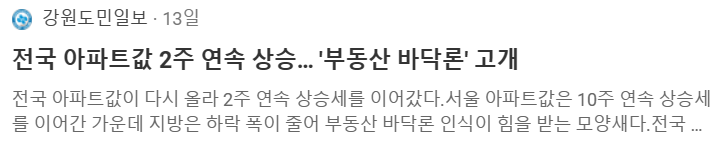 강원도민일보 · 13일
전국 아파트값 2주 연속 상승… '부동산 바닥론' 고개
전국 아파트값이 다시 올라 2주 연속 상승세를 이어갔다.서울 아파트값은 10주 연속 상승세
를 이어간 가운데 지방은 하락 폭이 줄어 부동산 바닥론 인식이 힘을 받는 모양새다.전국 ...